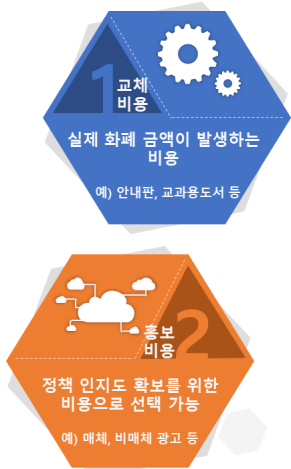 1 교체
비용
실제 화폐 금액이 발생하는
비용
예) 안내판, 교과용도서 등
홍보 2
비용
정책 인지도 확보를 위한
비용으로 선택 가능
예) 매체, 비매체 광고 등